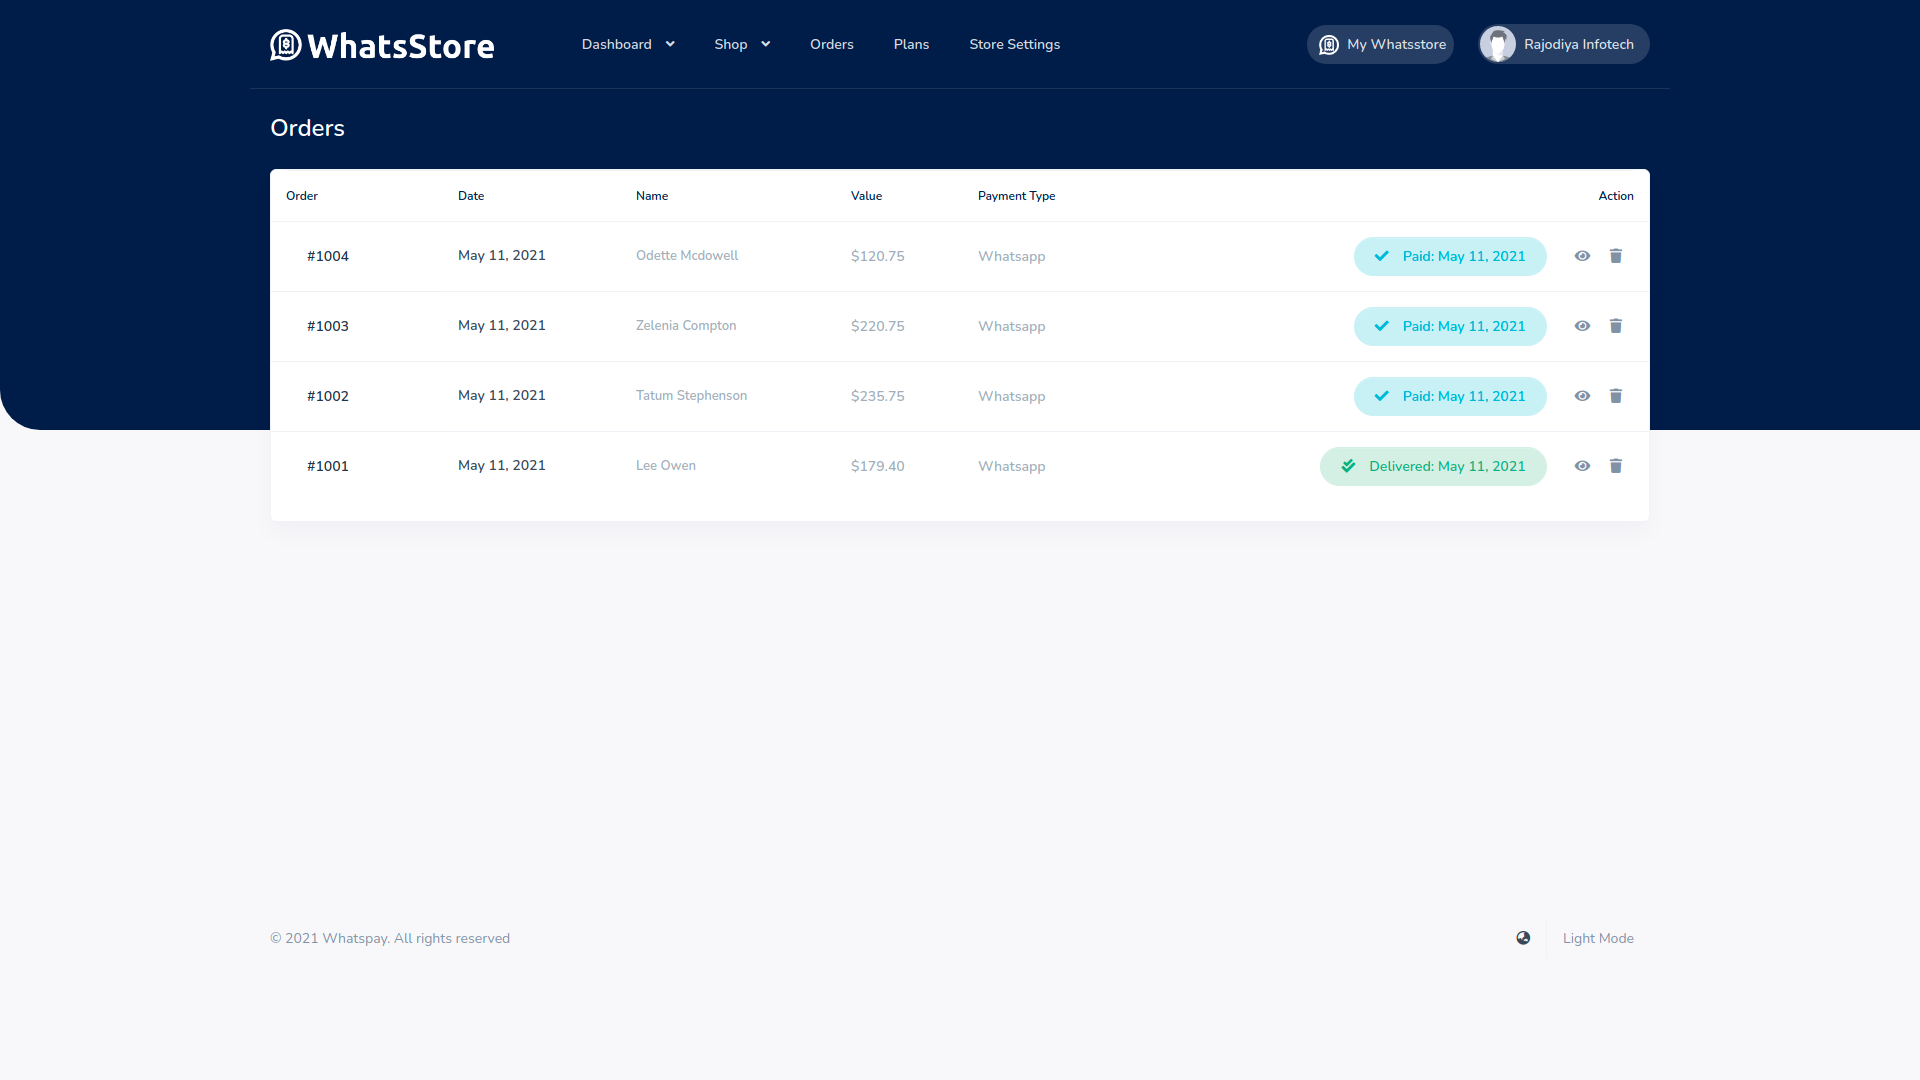 WhatsStore Dashboard Shop Orders Plans Store Settings My Whatsstore Rajodiya Infotech
Orders
Order Date Name Value Payment Type Action
#1004 May 11, 2021 Odette Mcdowell $120.75 Whatsapp Paid: May 11, 2021
#1003 May 11, 2021 Zelenia Compton $220.75 Whatsapp Paid: May 11, 2021
#1002 May 11, 2021 Tatum Stephenson $235.75 Whatsapp Paid: May 11, 2021
#1001 May 11, 2021 Lee Owen $179.40 Whatsapp Delivered: May 11, 2021
© 2021 Whatspay. All rights reserved Light Mode